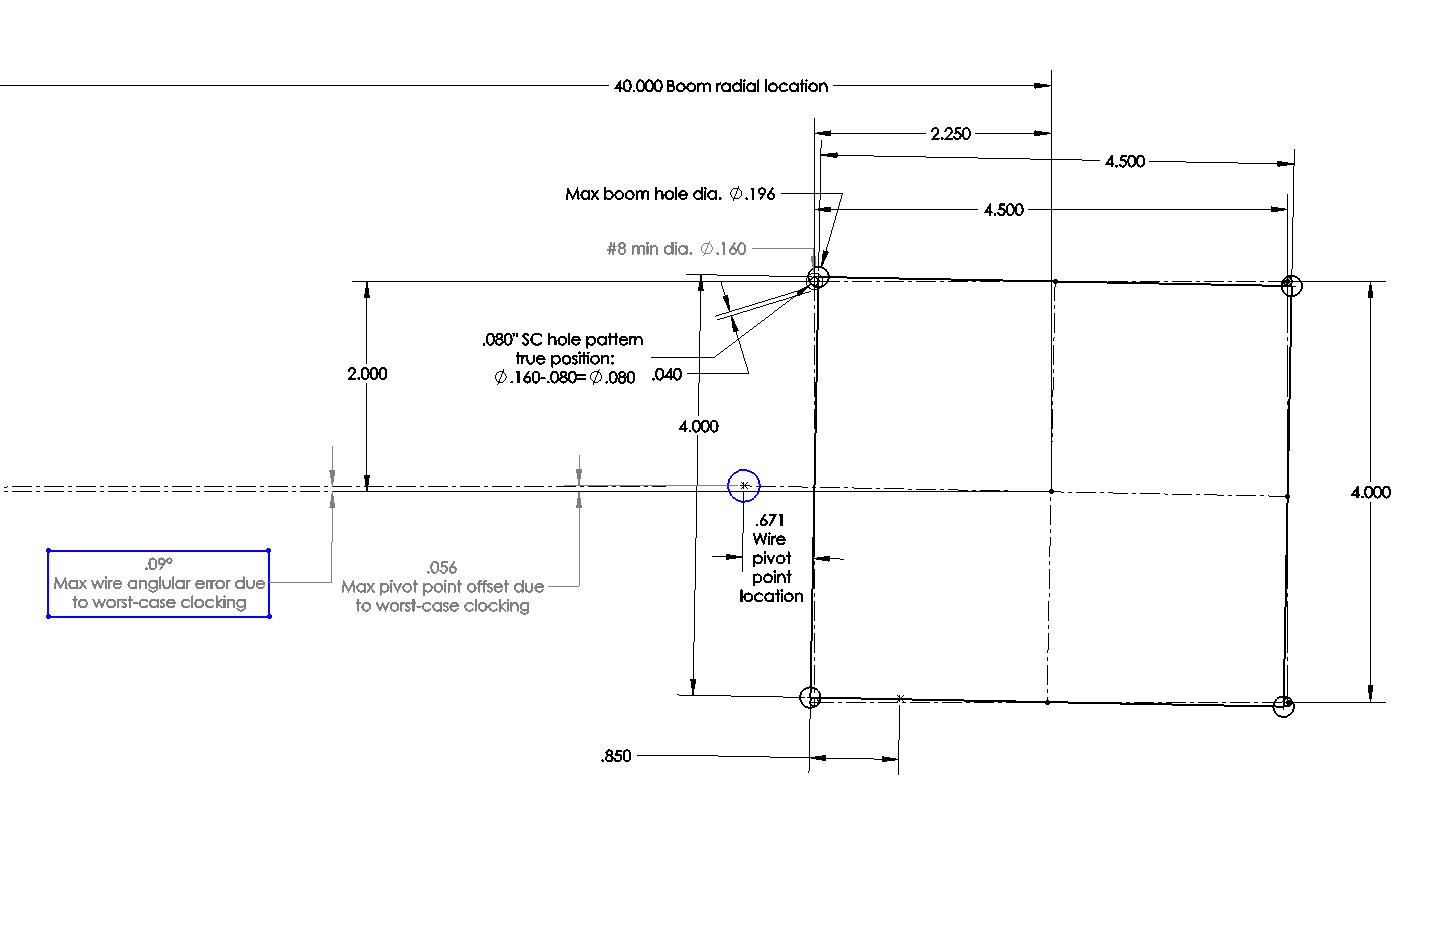 40.000 Boom radial location
2.250
4.500
Max boom hole dia. ∅.196
4.500
#8 min dia. ∅.160
.080" SC hole pattern
true position:
∅.160-.080=∅.080
.040
2.000
4.000
4.000
.671
Wire
pivot
point
location
.09°
Max wire anglular error due
to worst-case clocking
.056
Max pivot point offset due
to worst-case clocking
.850